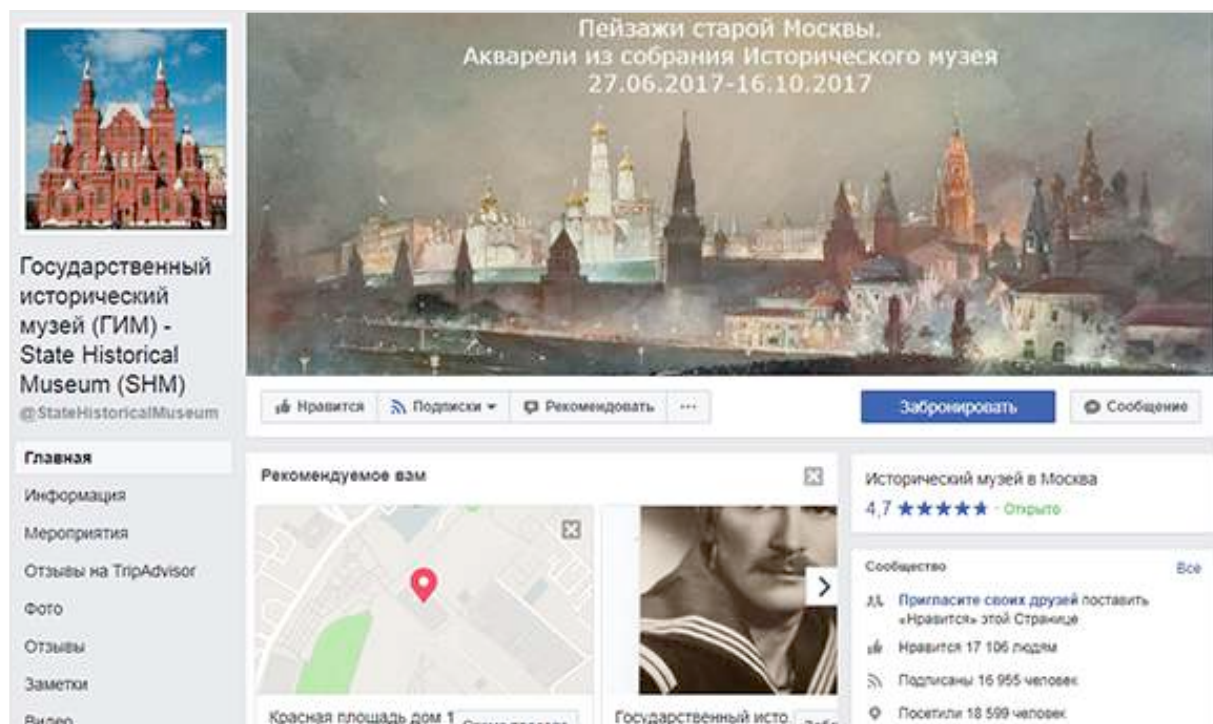 Пейзажи старой Москвы.
Акварели из собрания Исторического музея
27.06.2017-16.10.2017
Государственный
исторический
музей (ГИМ) -
State Historical
Museum (SHM)
@StateHistoricalMuseum
Нравится
Подписки
Рекомендовать
...
Забронировать
Сообщение
Главная
Информация
Мероприятия
Отзывы на TripAdvisor
Фото
Отзывы
Заметки
Видео
Рекомендуемое вам
Красная площадь дом 1
Государственный исто.
Исторический музей в Москва
4,7 ★★★★★ · Открыто
Сообщество
Все
Пригласите своих друзей поставить
«Нравится» этой Странице
Нравится 17 106 людям
Подписаны 16 955 человек
Посетили 18 599 человек